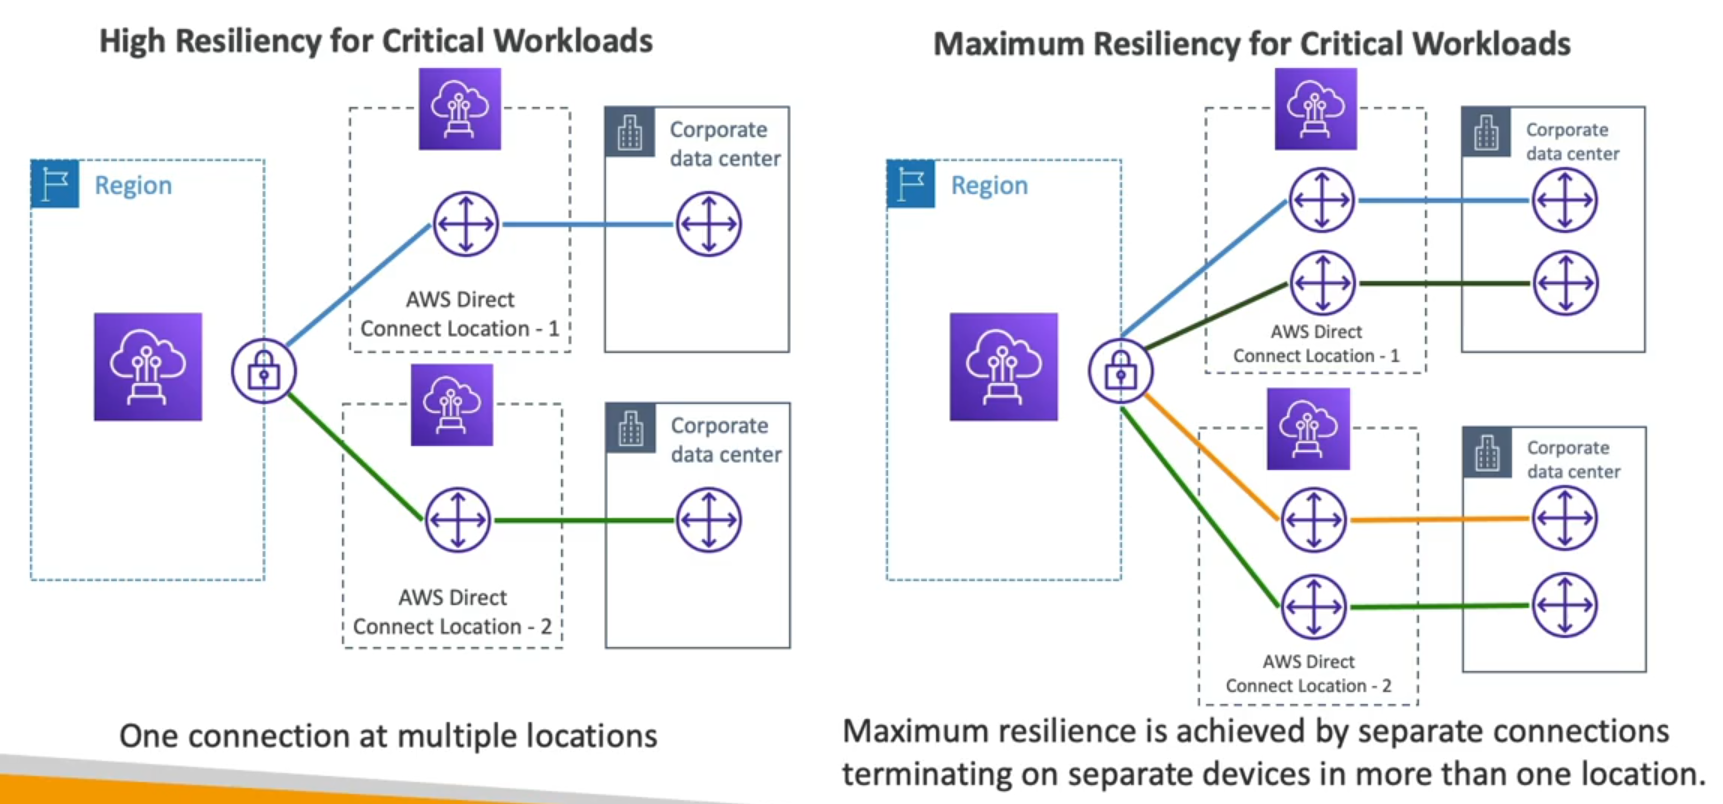 High Resiliency for Critical Workloads
Region
Corporate
data center
AWS Direct
Connect Location - 1
Corporate
data center
AWS Direct
Connect Location - 2
One connection at multiple locations
Maximum Resiliency for Critical Workloads
Region
Corporate
data center
AWS Direct
Connect Location - 1
Corporate
data center
AWS Direct
Connect Location - 2
Maximum resilience is achieved by separate connections
terminating on separate devices in more than one location.